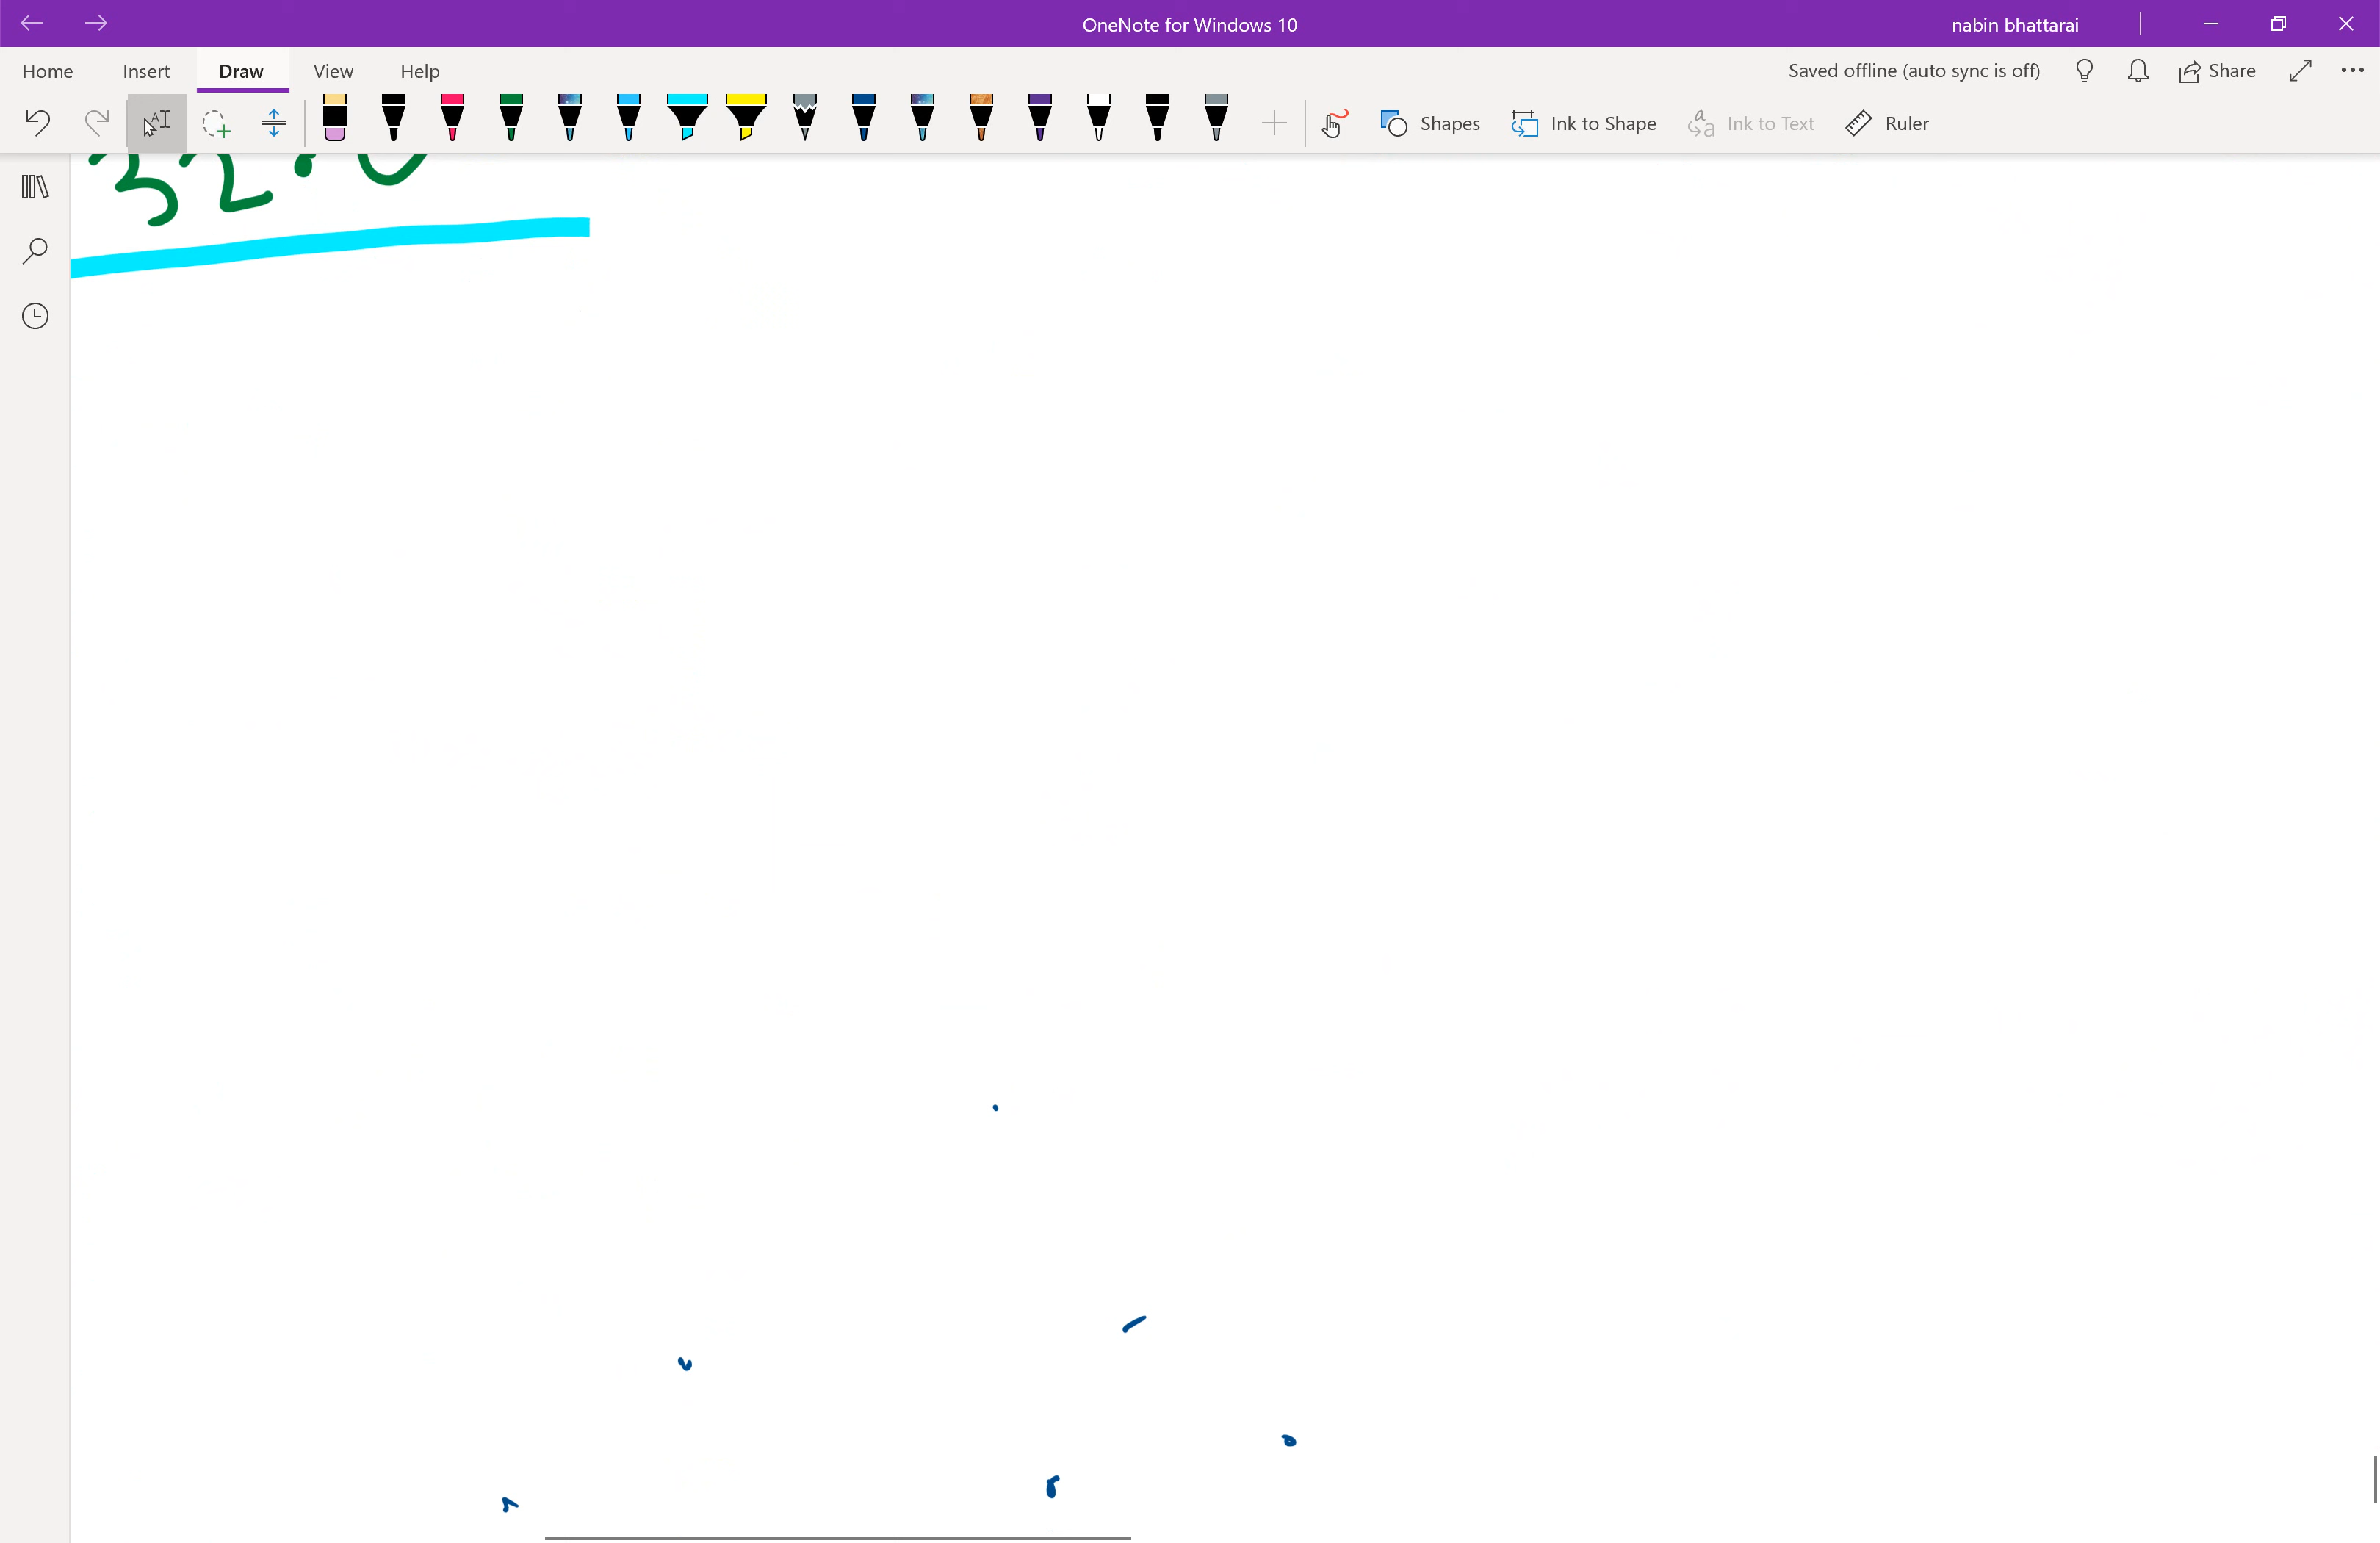 OneNote for Windows 10
nabin bhattarai
Home Insert Draw View Help
Saved offline (auto sync is off) Share
Shapes Ink to Shape Ink to Text Ruler